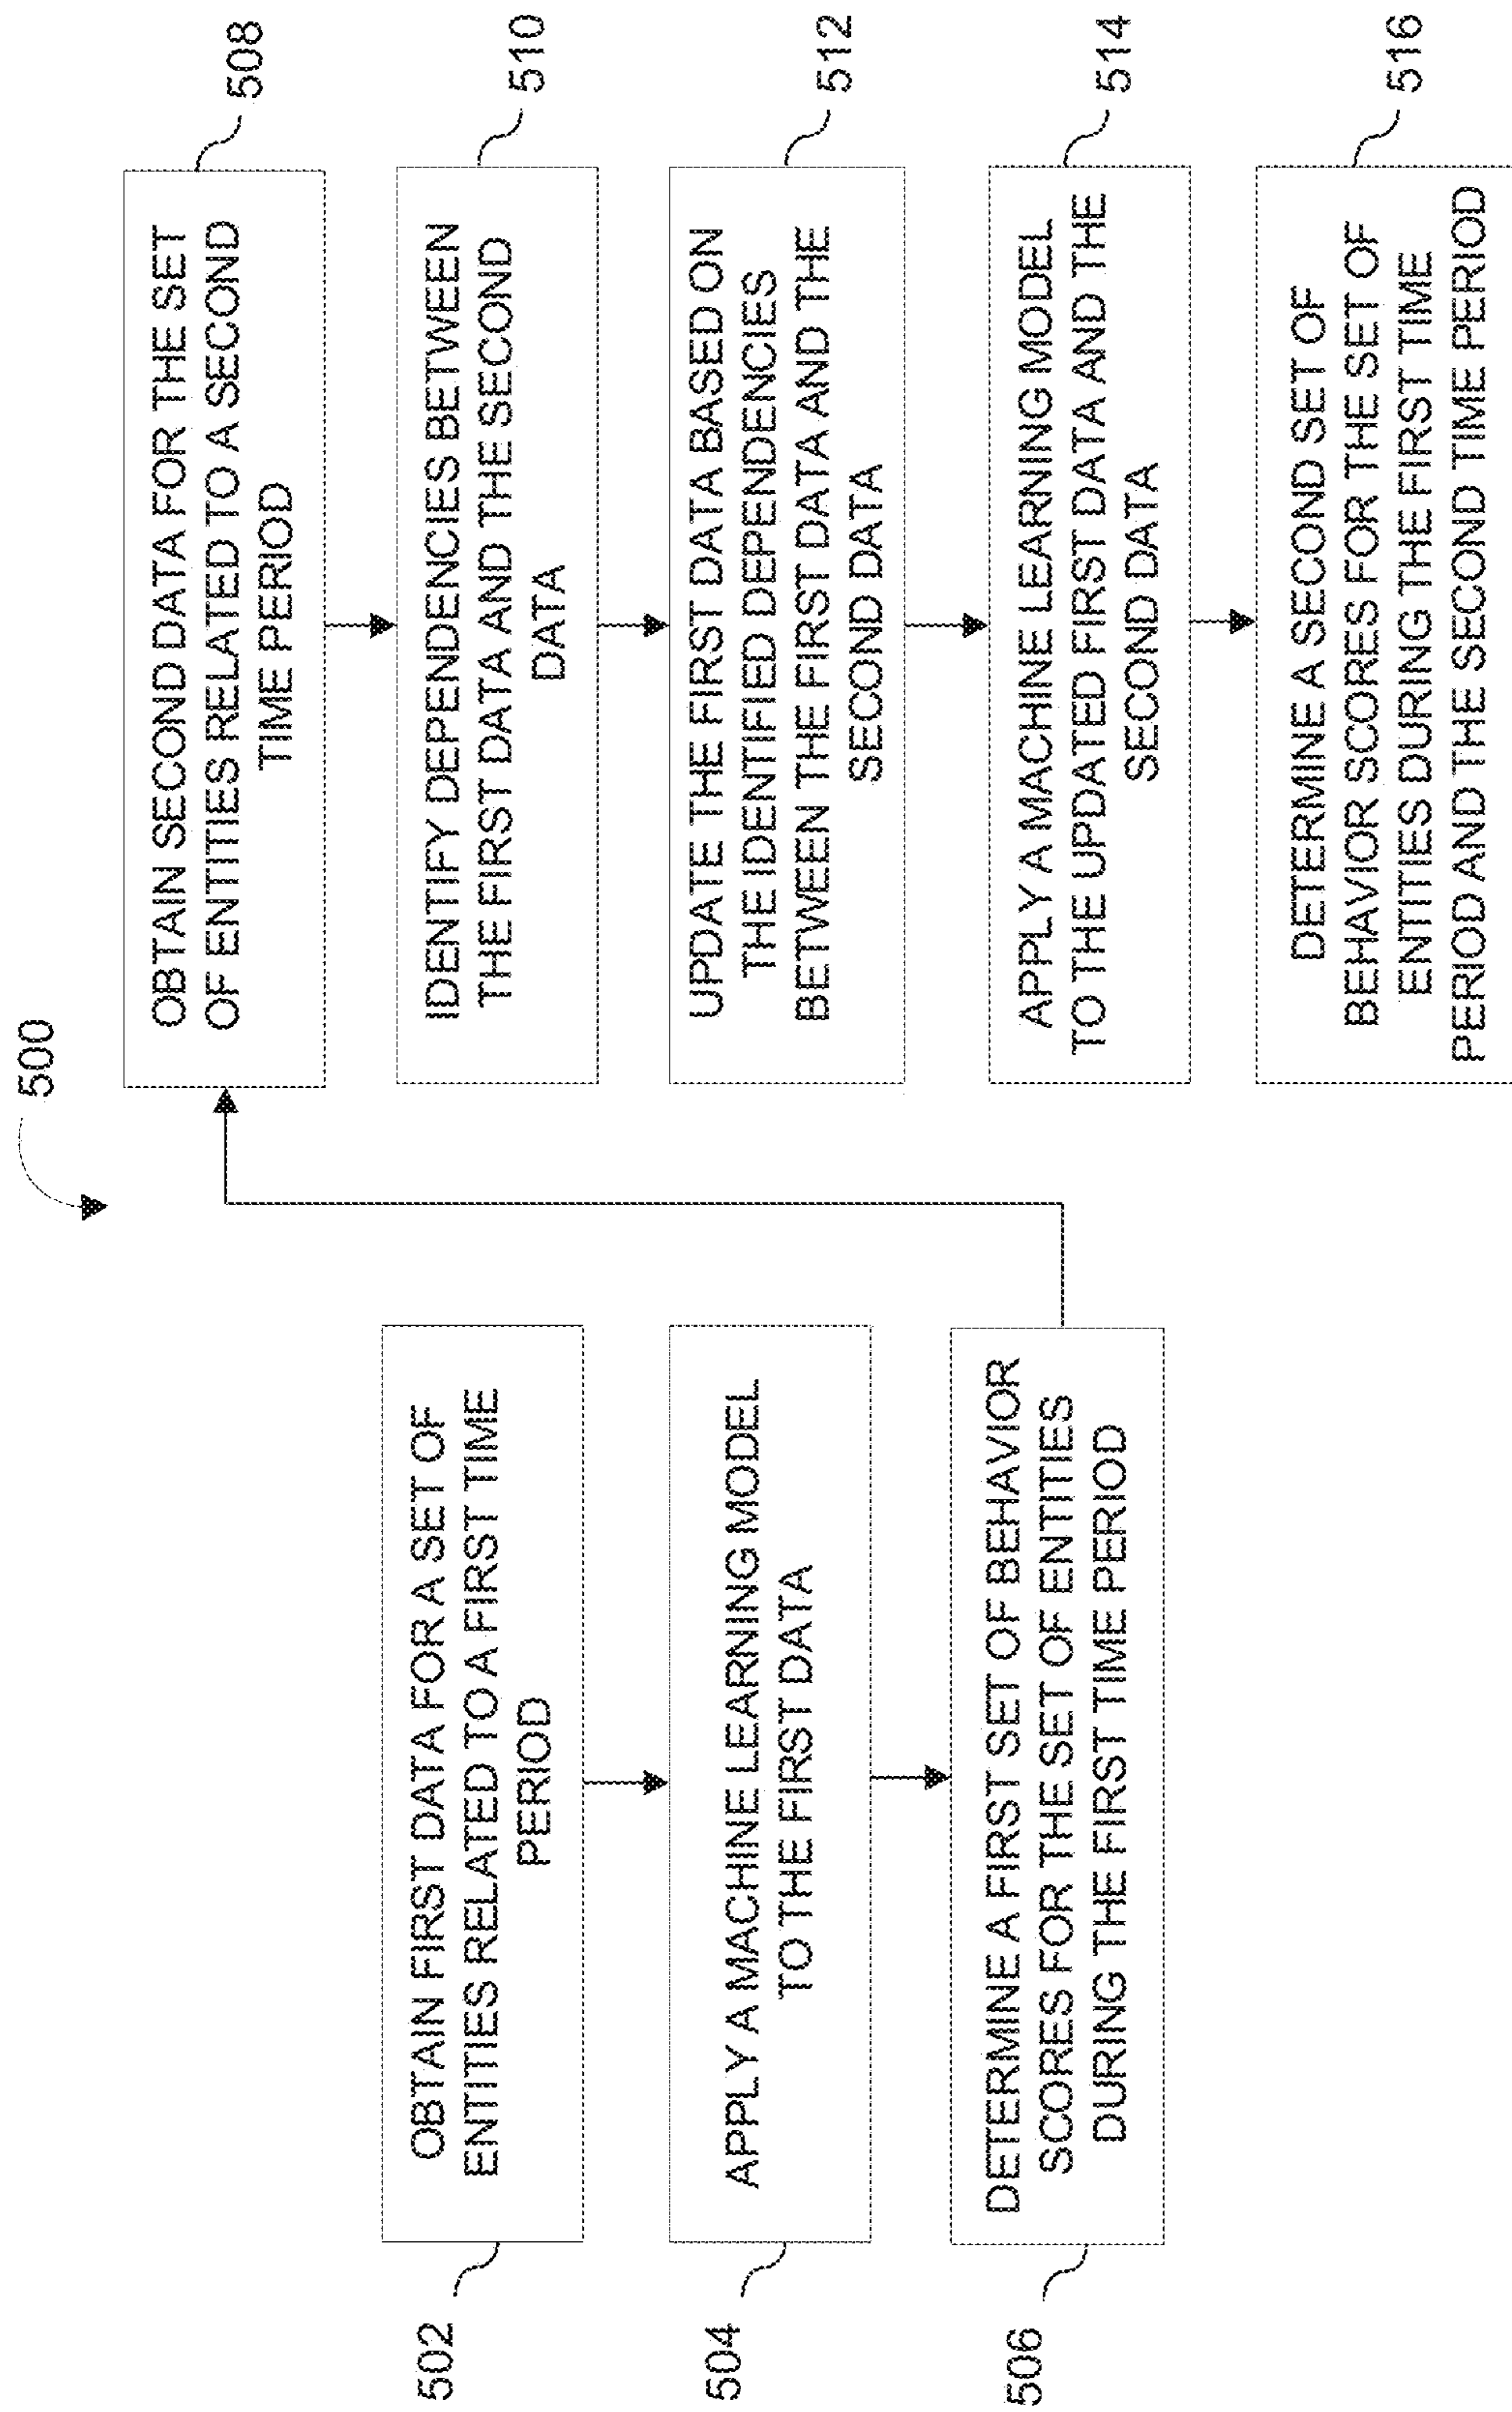 500
502
OBTAIN FIRST DATA FOR A SET OF
ENTITIES RELATED TO A FIRST TIME
PERIOD
504
APPLY A MACHINE LEARNING MODEL
TO THE FIRST DATA
506
DETERMINE A FIRST SET OF BEHAVIOR
SCORES FOR THE SET OF ENTITIES
DURING THE FIRST TIME PERIOD
508
OBTAIN SECOND DATA FOR THE SET
OF ENTITIES RELATED TO A SECOND
TIME PERIOD
510
IDENTIFY DEPENDENCIES BETWEEN
THE FIRST DATA AND THE SECOND
DATA
512
UPDATE THE FIRST DATA BASED ON
THE IDENTIFIED DEPENDENCIES
BETWEEN THE FIRST DATA AND THE
SECOND DATA
514
APPLY A MACHINE LEARNING MODEL
TO THE UPDATED FIRST DATA AND THE
SECOND DATA
516
DETERMINE A SECOND SET OF
BEHAVIOR SCORES FOR THE SET OF
ENTITIES DURING THE FIRST TIME
PERIOD AND THE SECOND TIME PERIOD